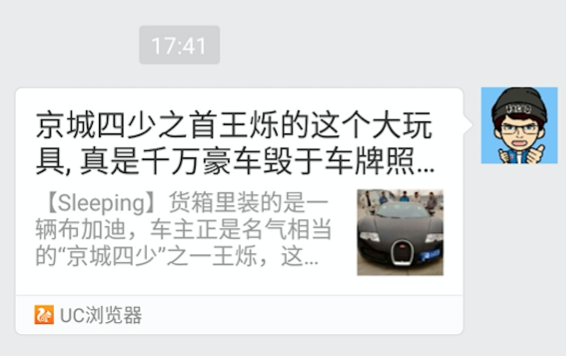 17:41
京城四少之首王烁的这个大玩
具,真是千万豪车毁于车牌照...
【Sleeping】货箱里装的是一
辆布加迪，车主正是名气相当
的“京城四少”之一王烁，这...
UC浏览器